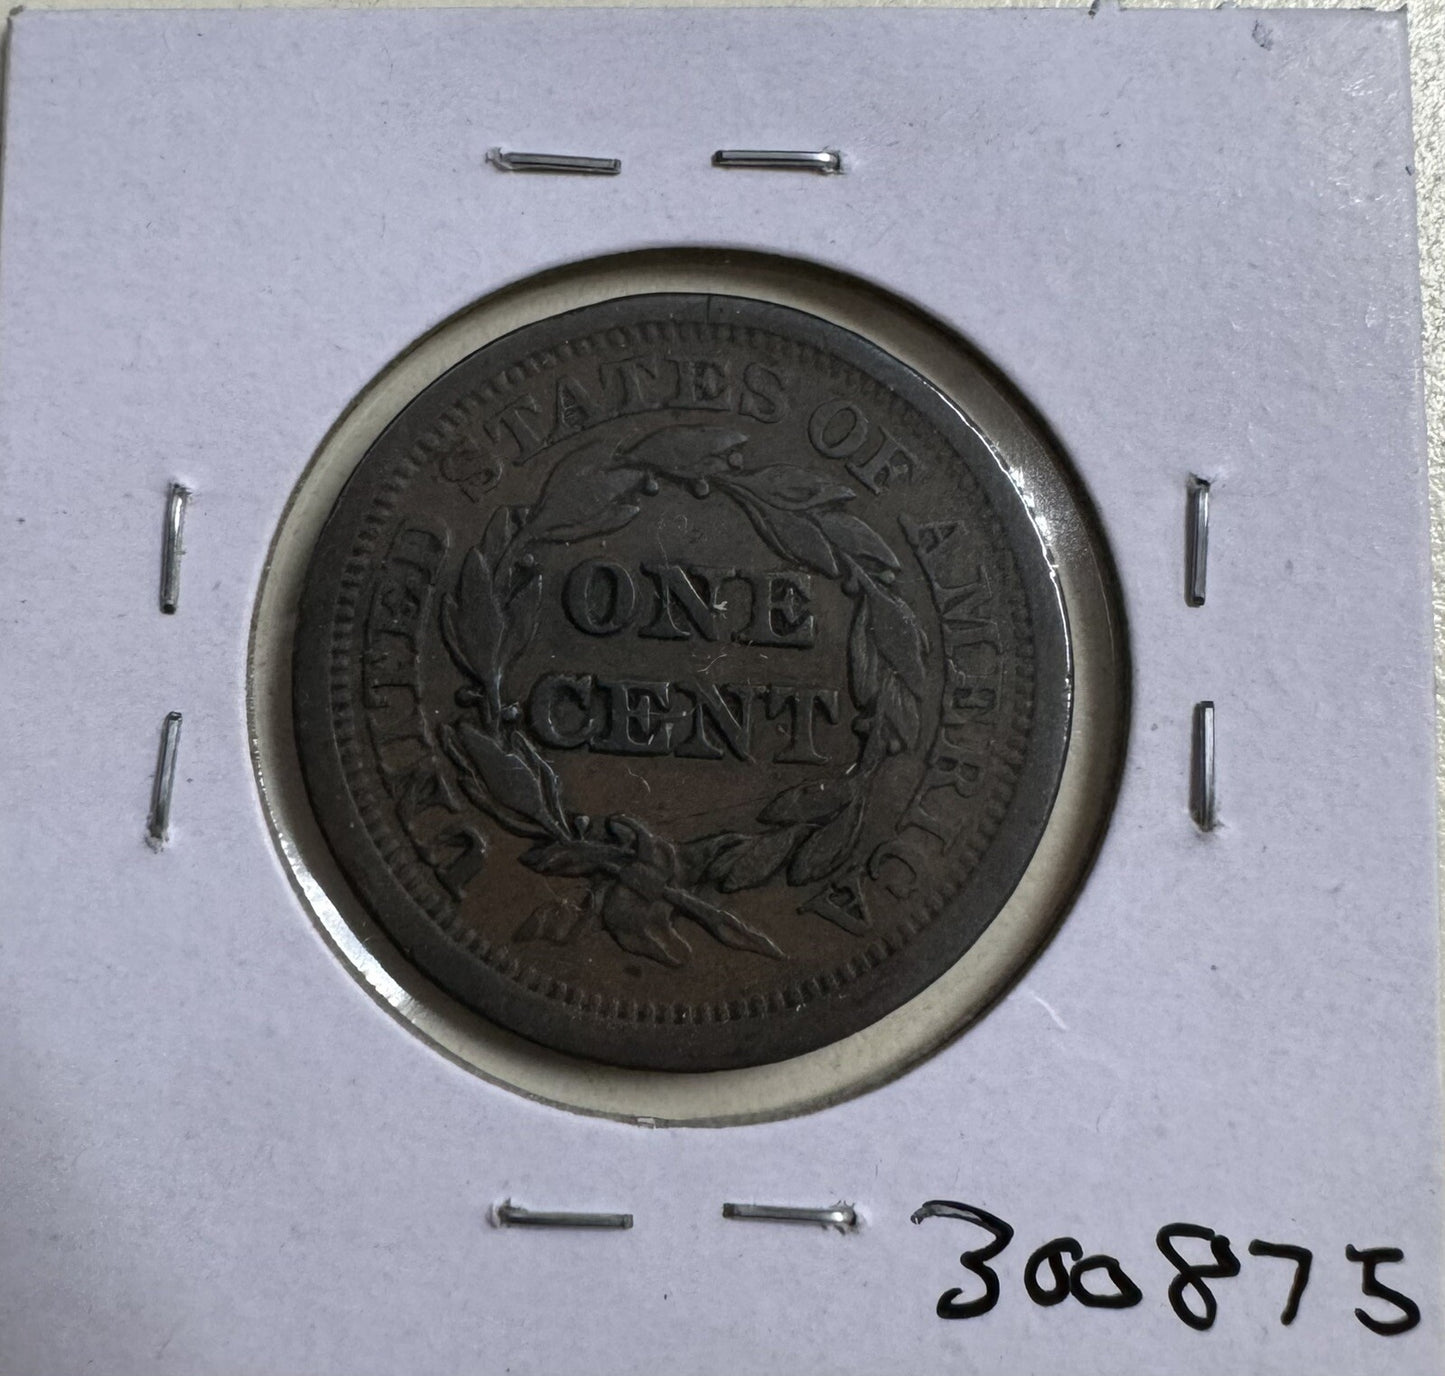 UNITED STATES OF AMERICA
ONE
CENT
300875